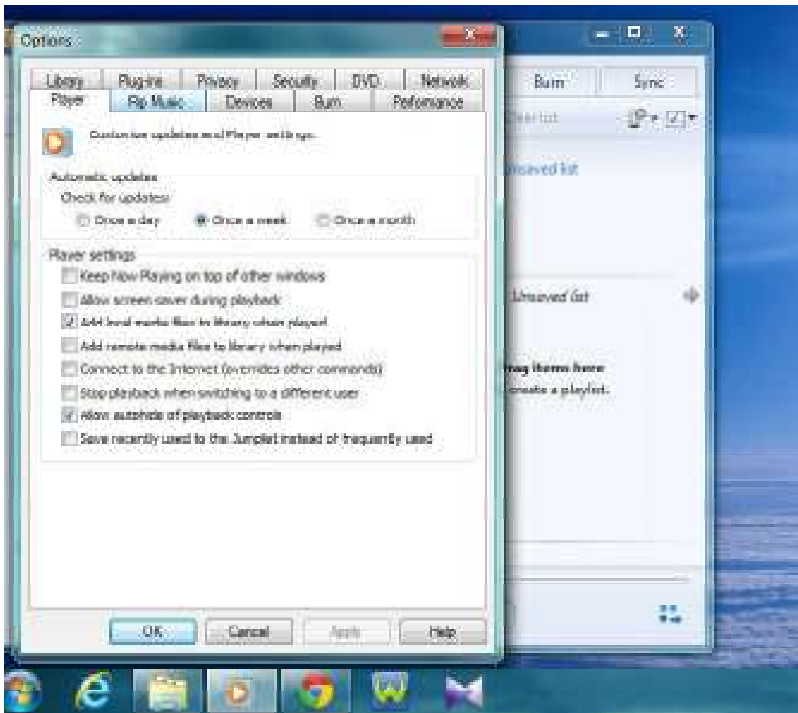 Options
Library Plug-ins Privacy Security DVD Network
Player Rip Music Devices Burn Performance
Customize updates and Player settings.
Automatic updates
Check for updates:
Once a day Once a week Once a month
Player settings
Keep Now Playing on top of other windows
Allow screen saver during playback
Add local media files to library when played
Add remote media files to library when played
Connect to the Internet (overrides other commands)
Stop playback when switching to a different user
Allow autohide of playback controls
Save recently used to the Jumplist instead of frequently used
OK Cancel Apply Help
Burn Sync
Clear list
Unsaved list
Unsaved list
items here
create a playlist.